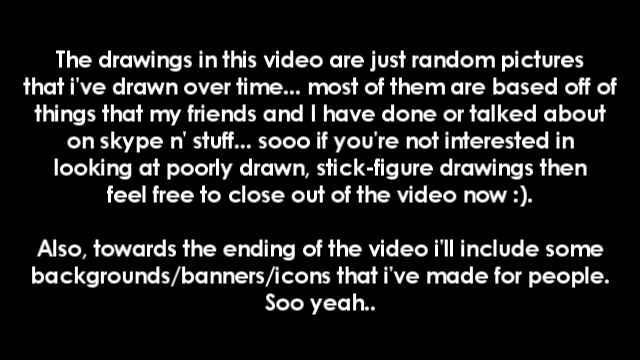 The drawings in this video are just random pictures
that i've drawn over time... most of them are based off of
things that my friends and I have done or talked about
on skype n' stuff... sooo if you're not interested in
looking at poorly drawn, stick-figure drawings then
feel free to close out of the video now :).
Also, towards the ending of the video i'll include some
backgrounds/banners/icons that i've made for people.
Soo yeah..